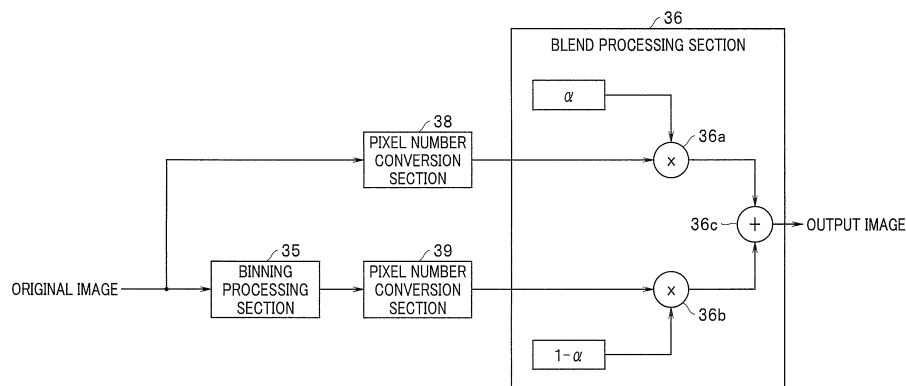 36
BLEND PROCESSING SECTION
α
38
PIXEL NUMBER
CONVERSION
SECTION
36a
×
36c
+
OUTPUT IMAGE
35
BINNING
PROCESSING
SECTION
39
PIXEL NUMBER
CONVERSION
SECTION
ORIGINAL IMAGE
×
36b
1-α